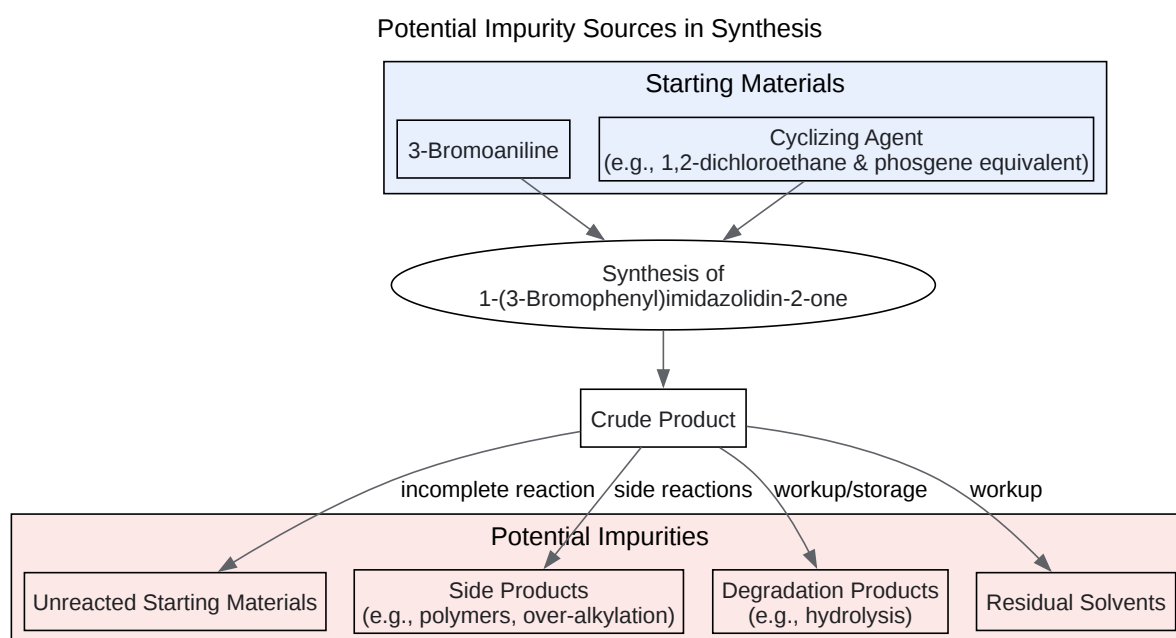 Potential Impurity Sources in Synthesis
Starting Materials
3-Bromoaniline
Cyclizing Agent
(e.g., 1,2-dichloroethane & phosgene equivalent)
Synthesis of
1-(3-Bromophenyl)imidazolidin-2-one
Crude Product
incomplete reaction
side reactions
workup/storage
workup
Potential Impurities
Unreacted Starting Materials
Side Products
(e.g., polymers, over-alkylation)
Degradation Products
(e.g., hydrolysis)
Residual Solvents